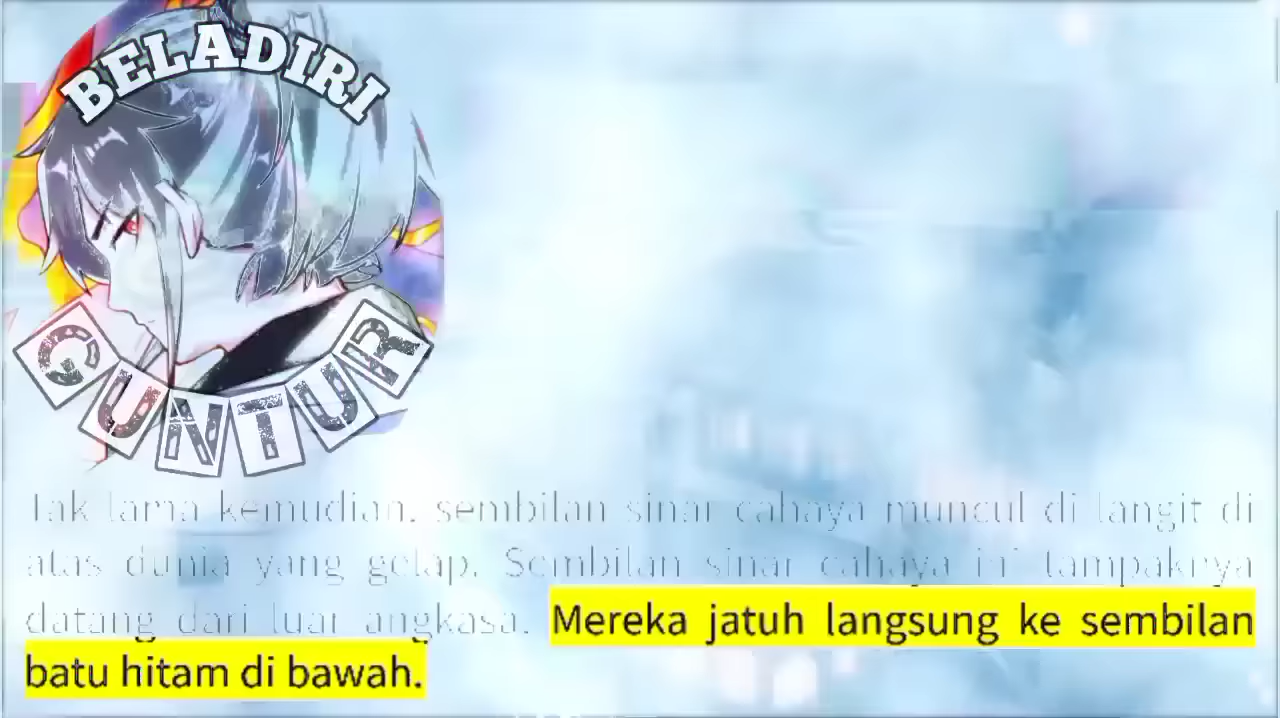 BELADIRI
GUNTUR
Tak lama kemudian, sembilan sinar cahaya muncul di langit di
atas dunia yang gelap. Sembilan sinar cahaya ini tampaknya
datang dari luar angkasa. Mereka jatuh langsung ke sembilan
batu hitam di bawah.